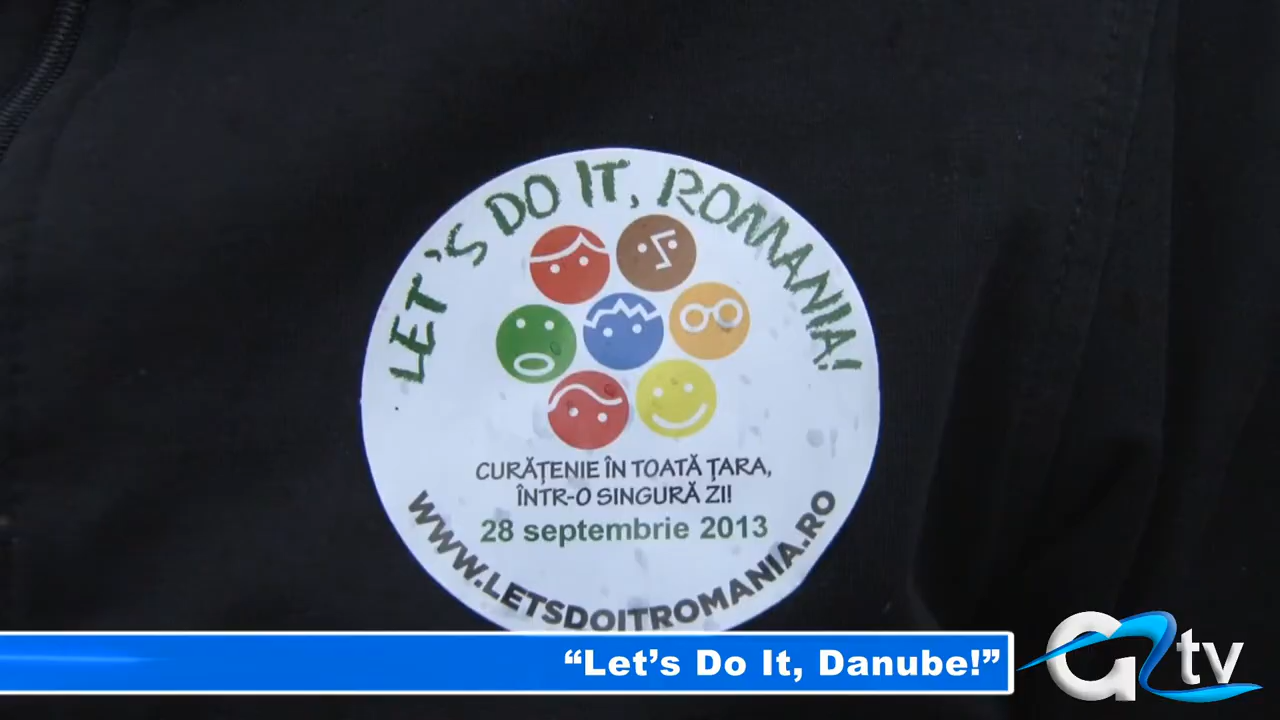 LET'S DO IT, ROMANIA!
CURĂȚENIE ÎN TOATĂ ȚARA,
ÎNTR-O SINGURĂ ZI!
28 septembrie 2013
WWW.LETSDOITROMANIA.RO
“Let’s Do It, Danube!”
a2tv